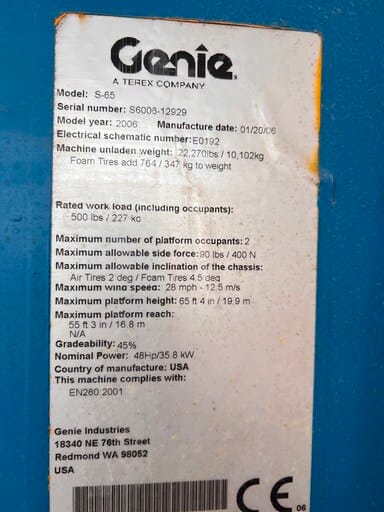 Genie
A TEREX COMPANY
Model: S-65
Serial number: S6006-12929
Model year: 2006 Manufacture date: 01/20/06
Electrical schematic number: E0192
Machine unladen weight: 22,270lbs / 10,102kg
Foam Tires add 764 / 347 kg to weight
Rated work load (including occupants):
500 lbs / 227 kg
Maximum number of platform occupants: 2
Maximum allowable side force: 90 lbs / 400 N
Maximum allowable inclination of the chassis:
Air Tires 2 deg / Foam Tires 4.5 deg
Maximum wind speed: 28 mph - 12.5 m/s
Maximum platform height: 65 ft 4 in / 19.9 m
Maximum platform reach:
55 ft 3 in / 16.8 m
N/A
Gradeability: 45%
Nominal Power: 48Hp/35.8 kW
Country of manufacture: USA
This machine complies with:
EN280 2001
Genie Industries
18340 NE 76th Street
Redmond WA 98052
USA
CE 06